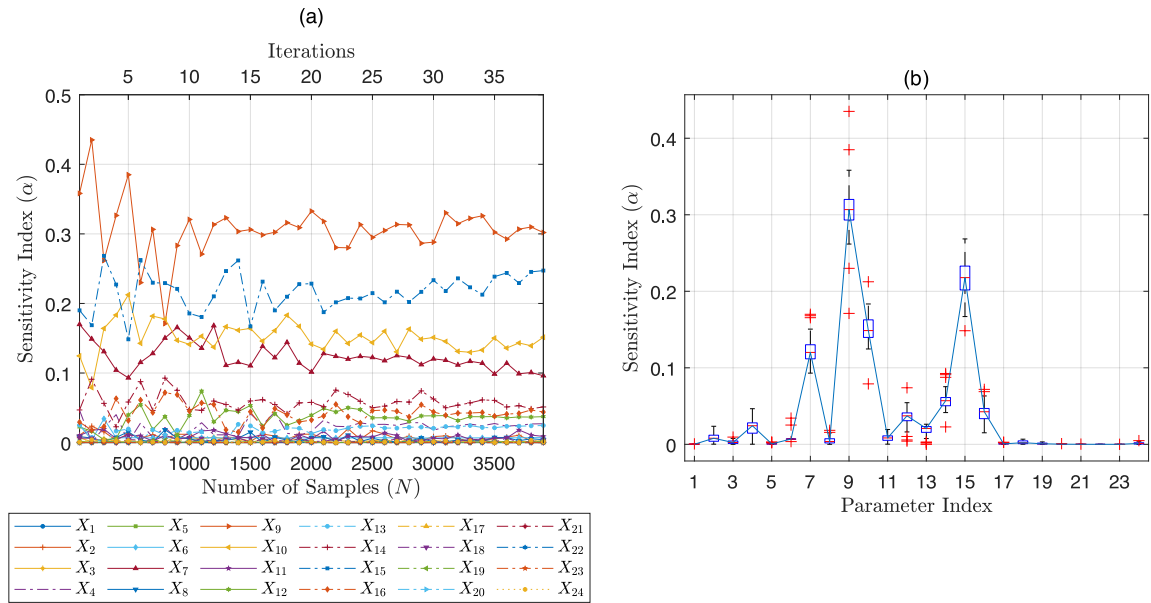 (a)
Iterations
5 10 15 20 25 30 35
0.5
0.4
0.3
0.2
0.1
0
Sensitivity Index (α)
500 1000 1500 2000 2500 3000 3500
Number of Samples (N)
X1 X5 X9 X13 X17 X21
X2 X6 X10 X14 X18 X22
X3 X7 X11 X15 X19 X23
X4 X8 X12 X16 X20 X24
(b)
0.4
0.3
0.2
0.1
0
Sensitivity Index (α)
1 3 5 7 9 11 13 15 17 19 21 23
Parameter Index